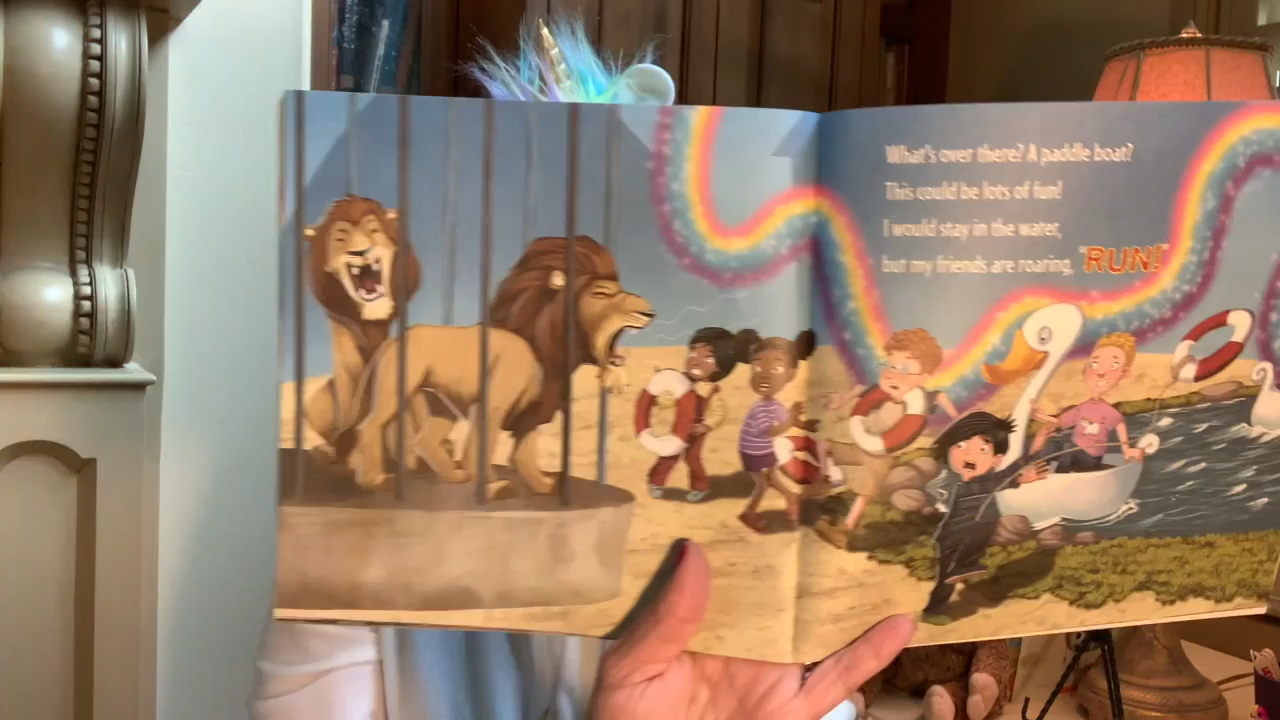 What's over there? A paddle boat?
This could be lots of fun!
I would stay in the water,
but my friends are roaring, "RUN!"